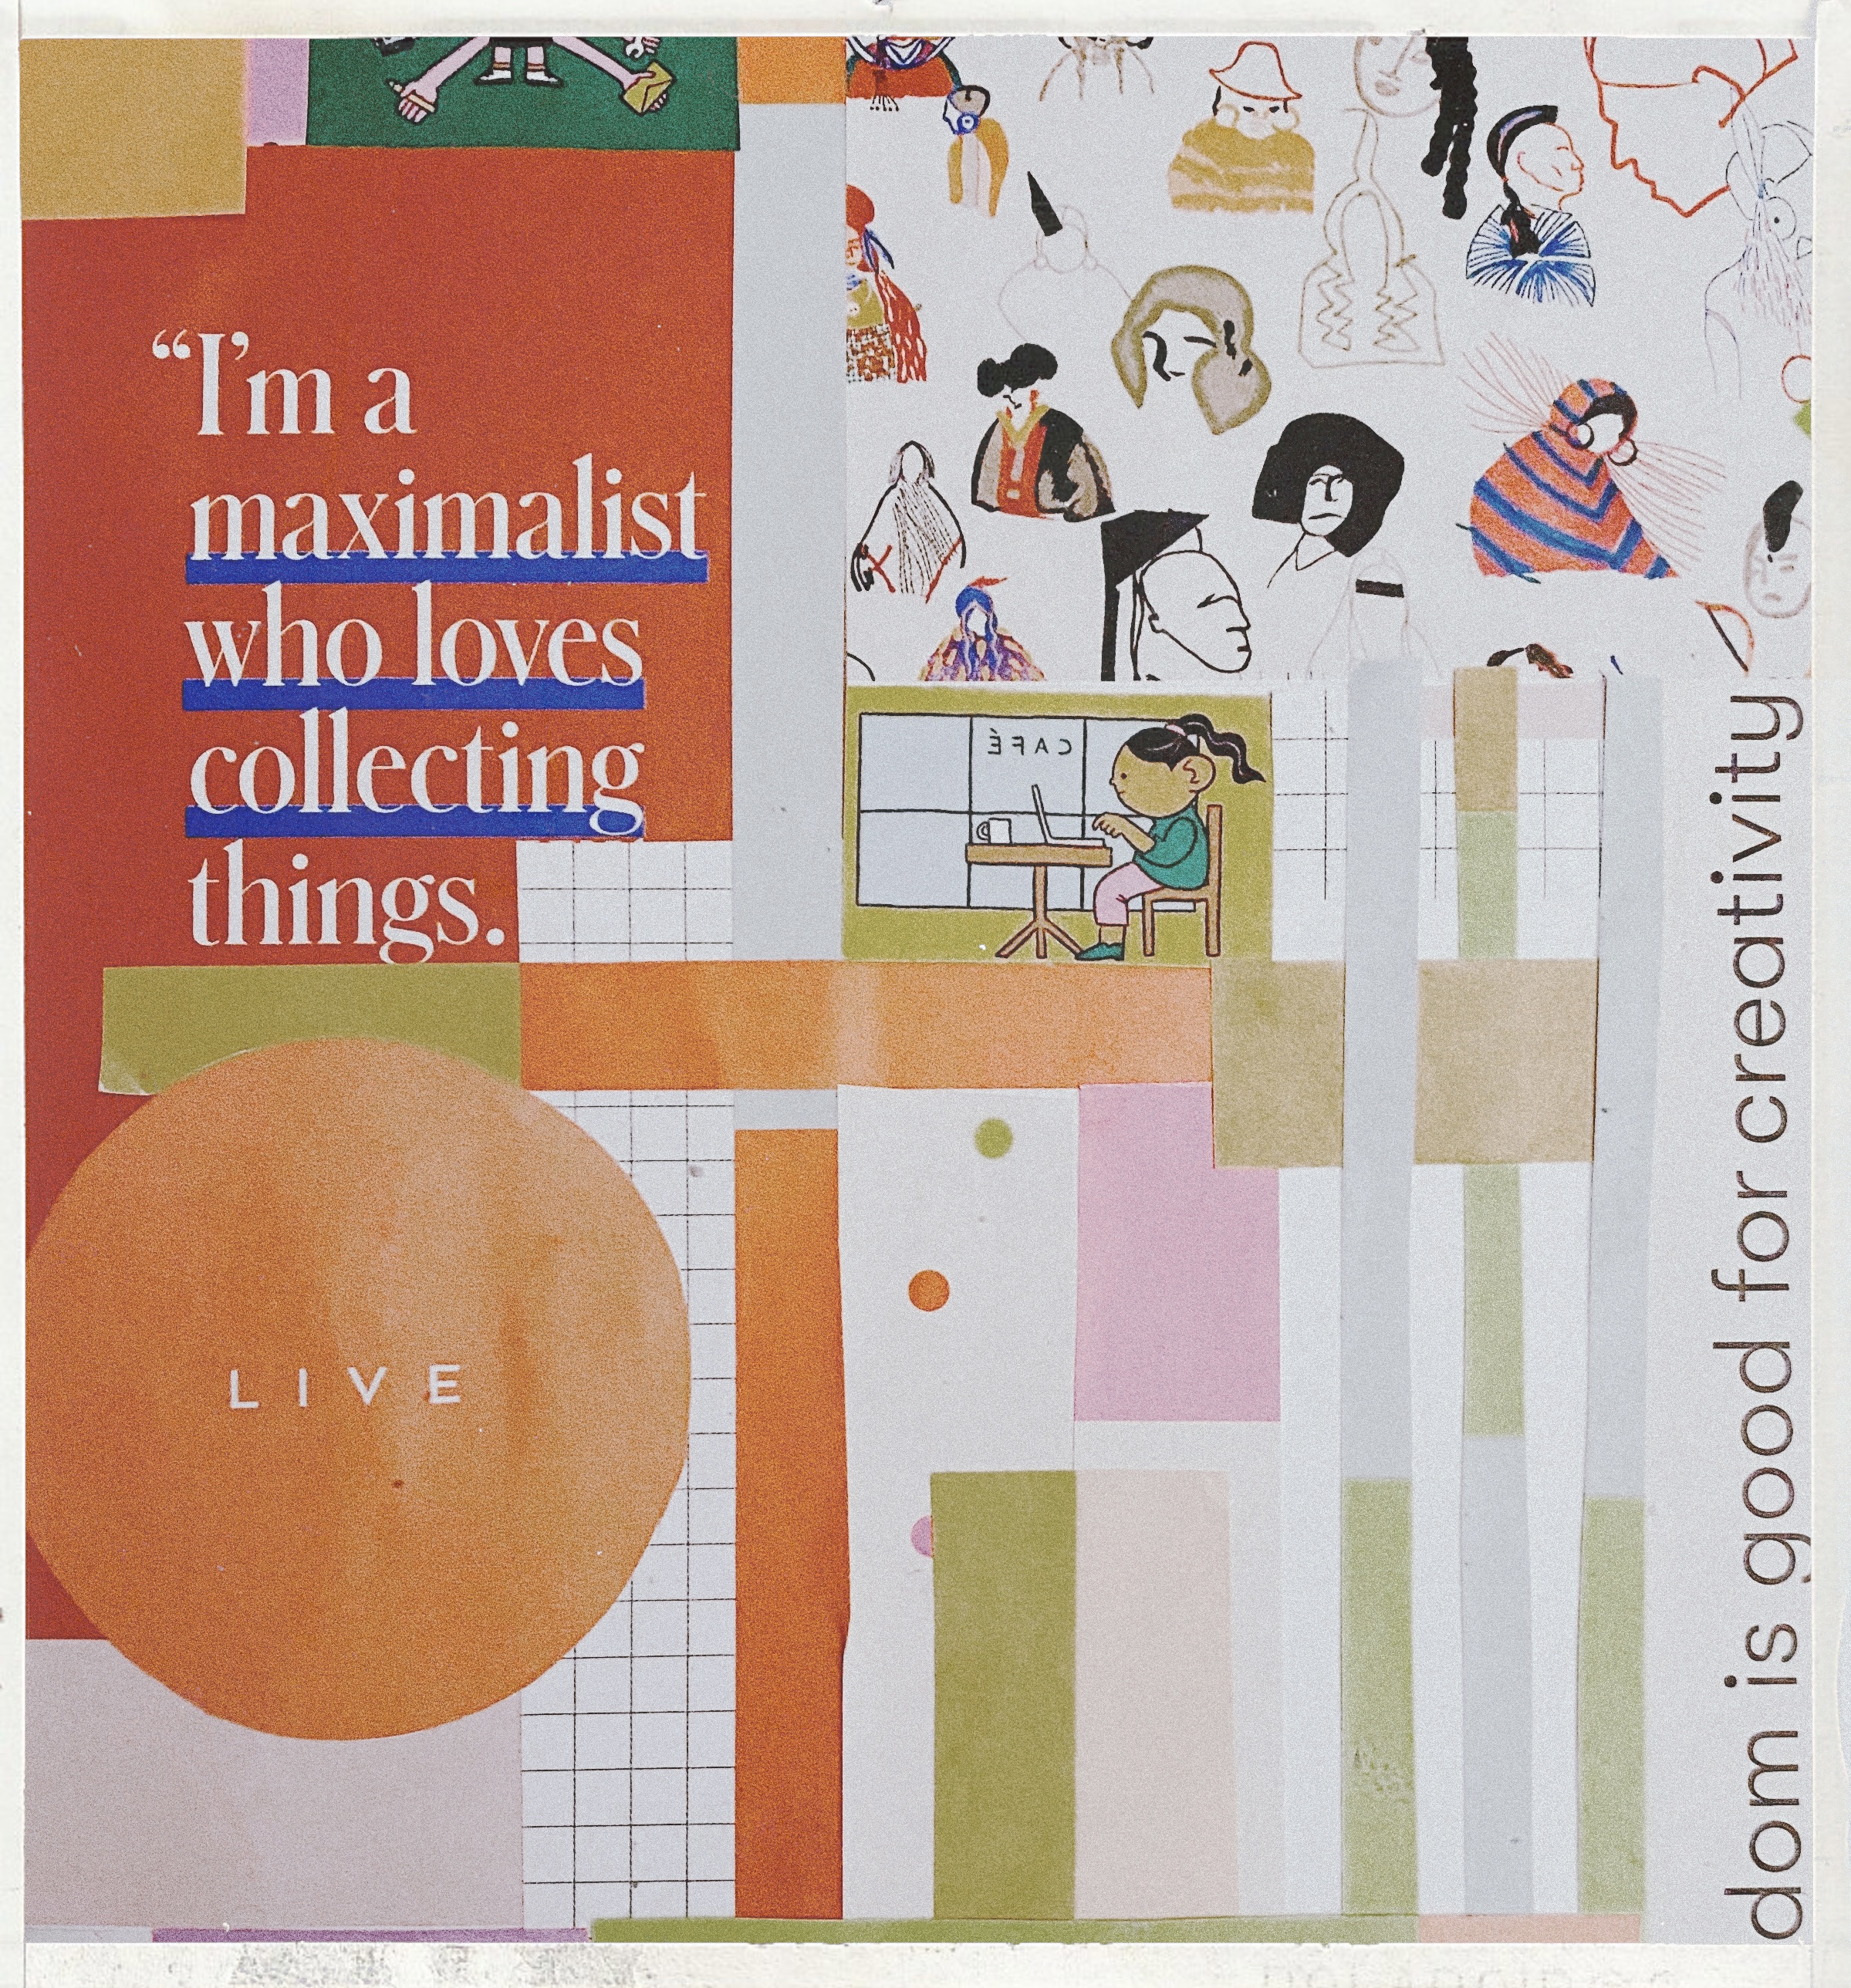 “I’m a
maximalist
who loves
collecting
things.
CAFÉ
LIVE
dom is good for creativity